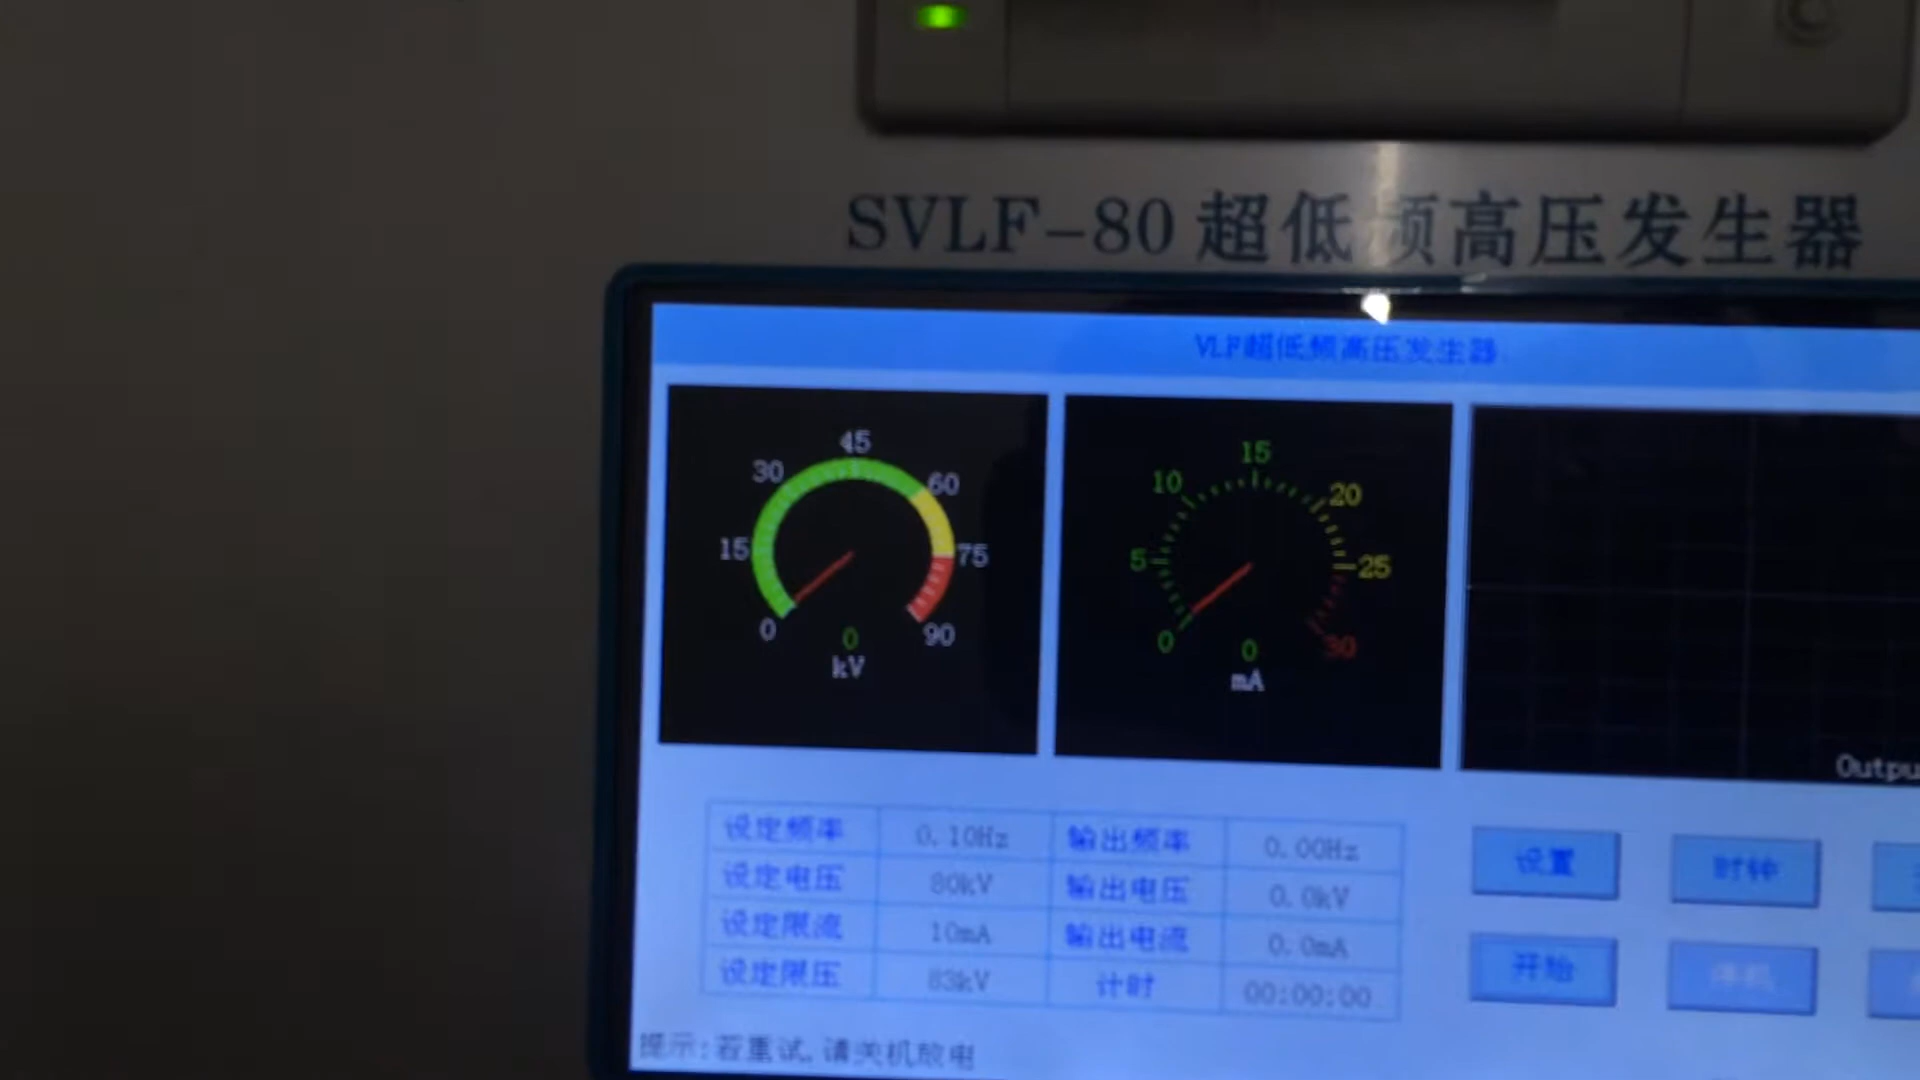 SVLF-80 超低频高压发生器
VLF超低频高压发生器
45
30
60
15
75
0
90
0
kV
15
10
20
5
25
0
30
0
mA
Outpu
设定频率 0.10Hz 输出频率 0.00Hz
设定电压 80kV 输出电压 0.0kV
设定限流 10mA 输出电流 0.0mA
设定限压 83kV 计时 00:00:00
设置 时钟
开始 停机
提示:若重试,请关机放电